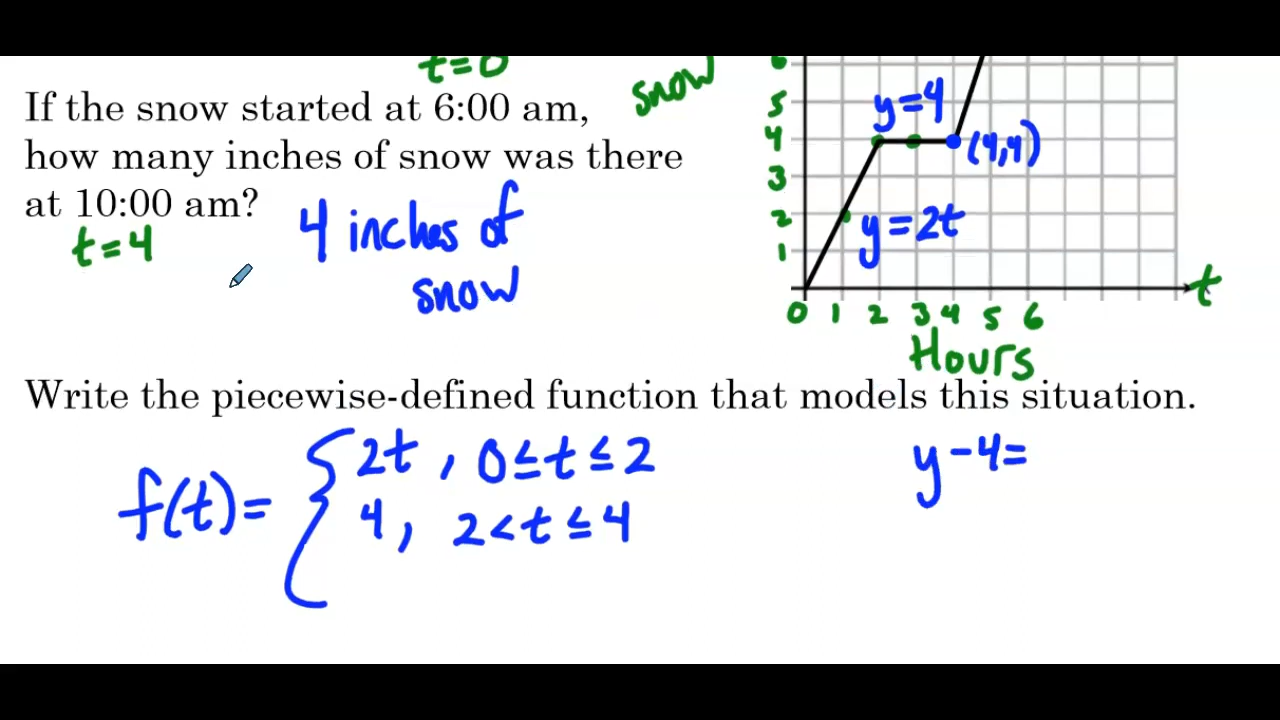 t=0
snow
If the snow started at 6:00 am,
how many inches of snow was there
at 10:00 am?
t=4
4 inches of
snow
6
5
4
3
2
1
y=4
(4,4)
y=2t
t
0 1 2 3 4 5 6
Hours
Write the piecewise-defined function that models this situation.
f(t)= { 2t, 0≤t≤2
4, 2<t≤4
y-4=